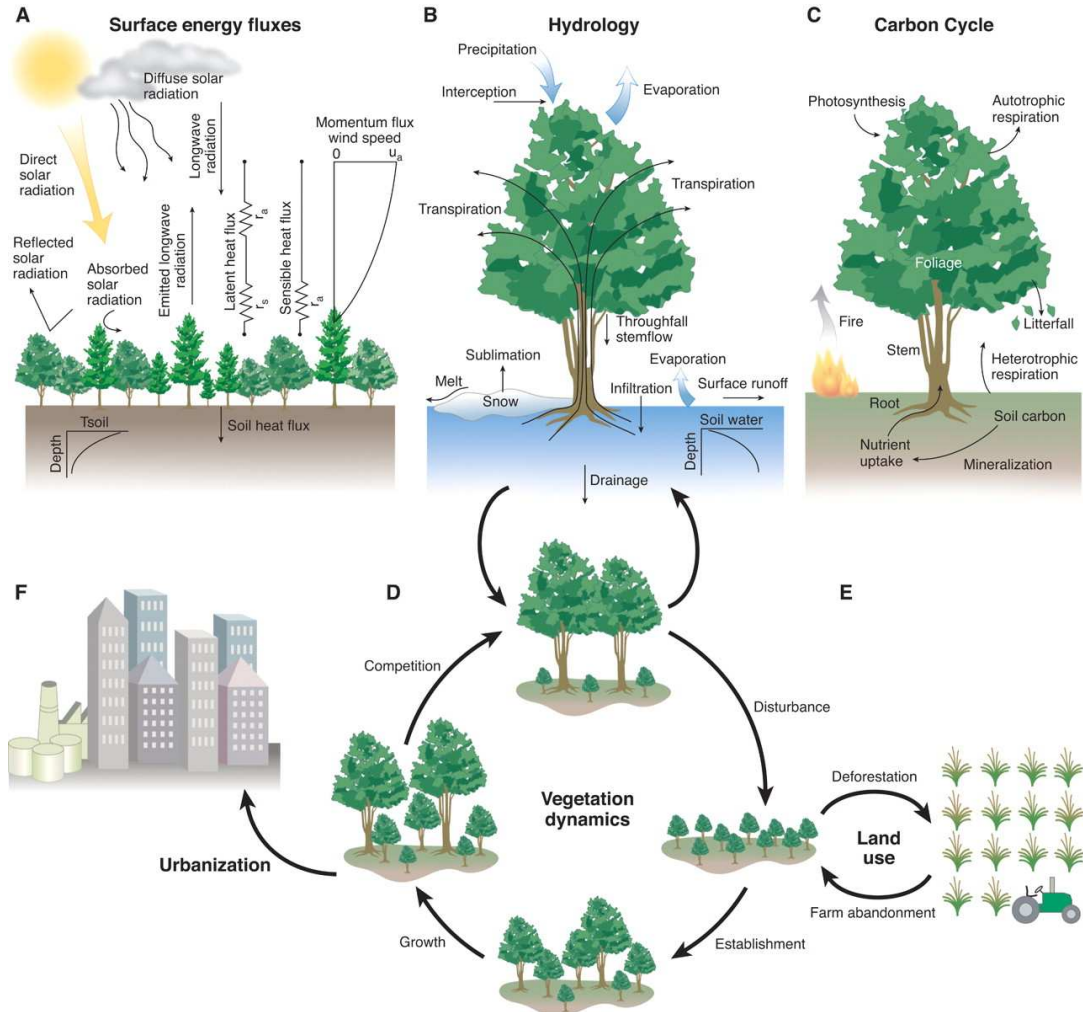 A
Surface energy fluxes
Diffuse solar
radiation
Direct
solar
radiation
Longwave
radiation
Momentum flux
wind speed
0
ua
Reflected
solar
radiation
Absorbed
solar
radiation
Emitted longwave
radiation
Latent heat flux
ra
rs
Sensible heat flux
ra
Tsoil
Depth
Soil heat flux
B
Hydrology
Precipitation
Interception
Evaporation
Transpiration
Transpiration
Throughfall
stemflow
Sublimation
Evaporation
Melt
Snow
Infiltration
Surface runoff
Soil water
Depth
Drainage
C
Carbon Cycle
Photosynthesis
Autotrophic
respiration
Foliage
Fire
Litterfall
Stem
Heterotrophic
respiration
Root
Soil carbon
Nutrient
uptake
Mineralization
F
Urbanization
D
Competition
Disturbance
Vegetation
dynamics
Growth
Establishment
E
Deforestation
Land
use
Farm abandonment